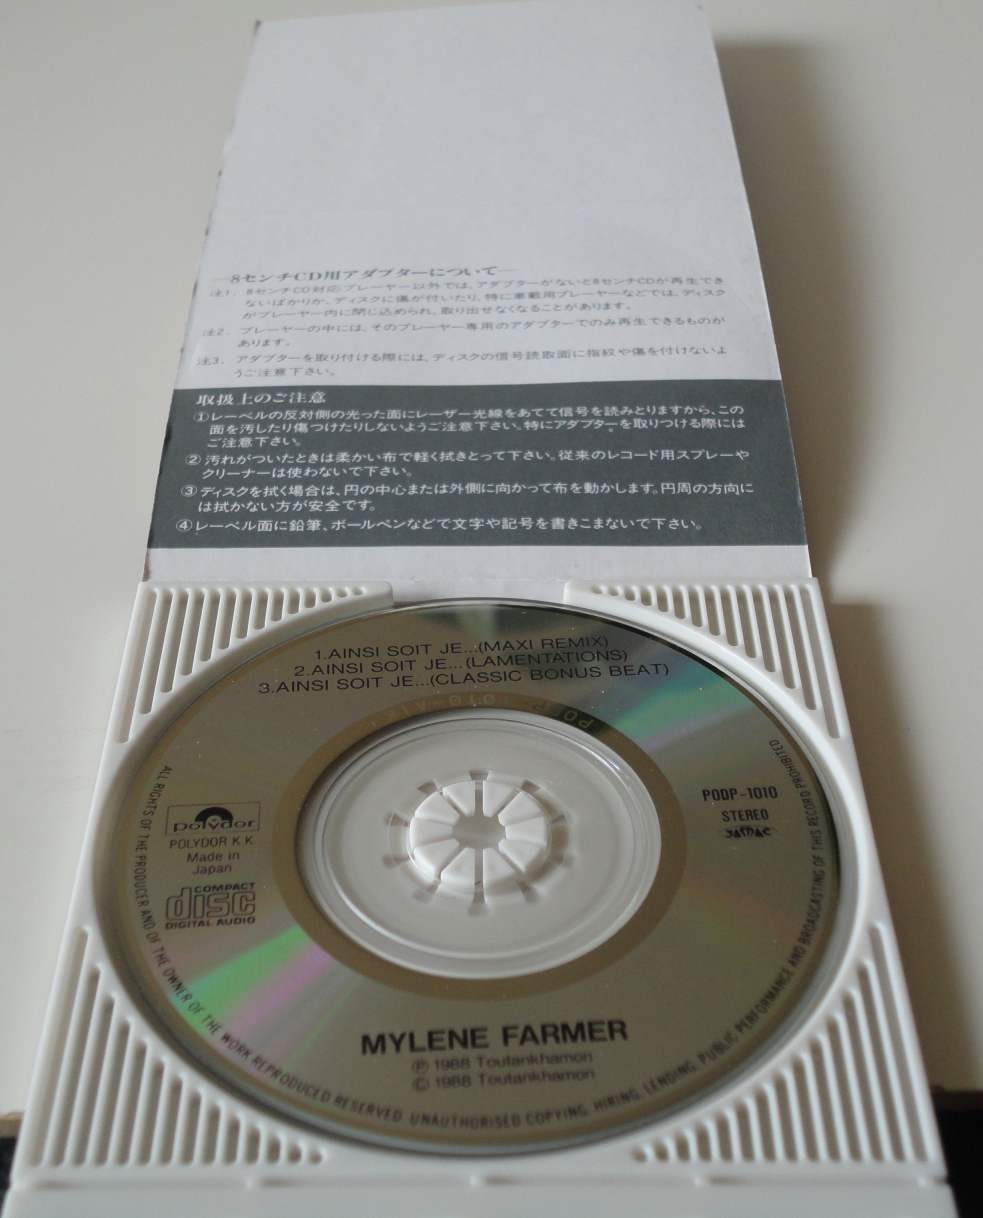 8センチCD用アダプターについて
注1. 8センチCD対応プレーヤー以外では、アダプターがないと8センチCDが再生でき
ないばかりか、ディスクに傷が付いたり、特に車載用プレーヤーなどでは、ディスク
がプレーヤー内に閉じ込められ、取り出せなくなることがあります。
注2. プレーヤーの中には、そのプレーヤー専用のアダプターでのみ再生できるものが
あります。
注3. アダプターを取り付ける際には、ディスクの信号読取面に指紋や傷を付けないよ
うご注意下さい。
取扱上のご注意
①レーベルの反対側の光った面にレーザー光線をあてて信号を読みとりますから、この
面を汚したり傷つけたりしないようご注意下さい。特にアダプターを取りつける際には
ご注意下さい。
②汚れがついたときは柔かい布で軽く拭きとって下さい。従来のレコード用スプレーや
クリーナーは使わないで下さい。
③ディスクを拭く場合は、円の中心または外側に向かって布を動かします。円周の方向に
は拭かない方が安全です。
④レーベル面に鉛筆、ボールペンなどで文字や記号を書きこまないで下さい。
1.AINSI SOIT JE...(MAXI REMIX)
2.AINSI SOIT JE...(LAMENTATIONS)
3.AINSI SOIT JE...(CLASSIC BONUS BEAT)
polydor
POLYDOR K.K.
Made in
Japan
COMPACT
disc
DIGITAL AUDIO
PODP-1010
STEREO
MYLENE FARMER
Ⓟ 1988 Toutankhamon
© 1988 Toutankhamon
ALL RIGHTS OF THE PRODUCER AND OF THE OWNER OF THE WORK REPRODUCED RESERVED. UNAUTHORISED COPYING, HIRING, LENDING, PUBLIC PERFORMANCE AND BROADCASTING OF THIS RECORD PROHIBITED